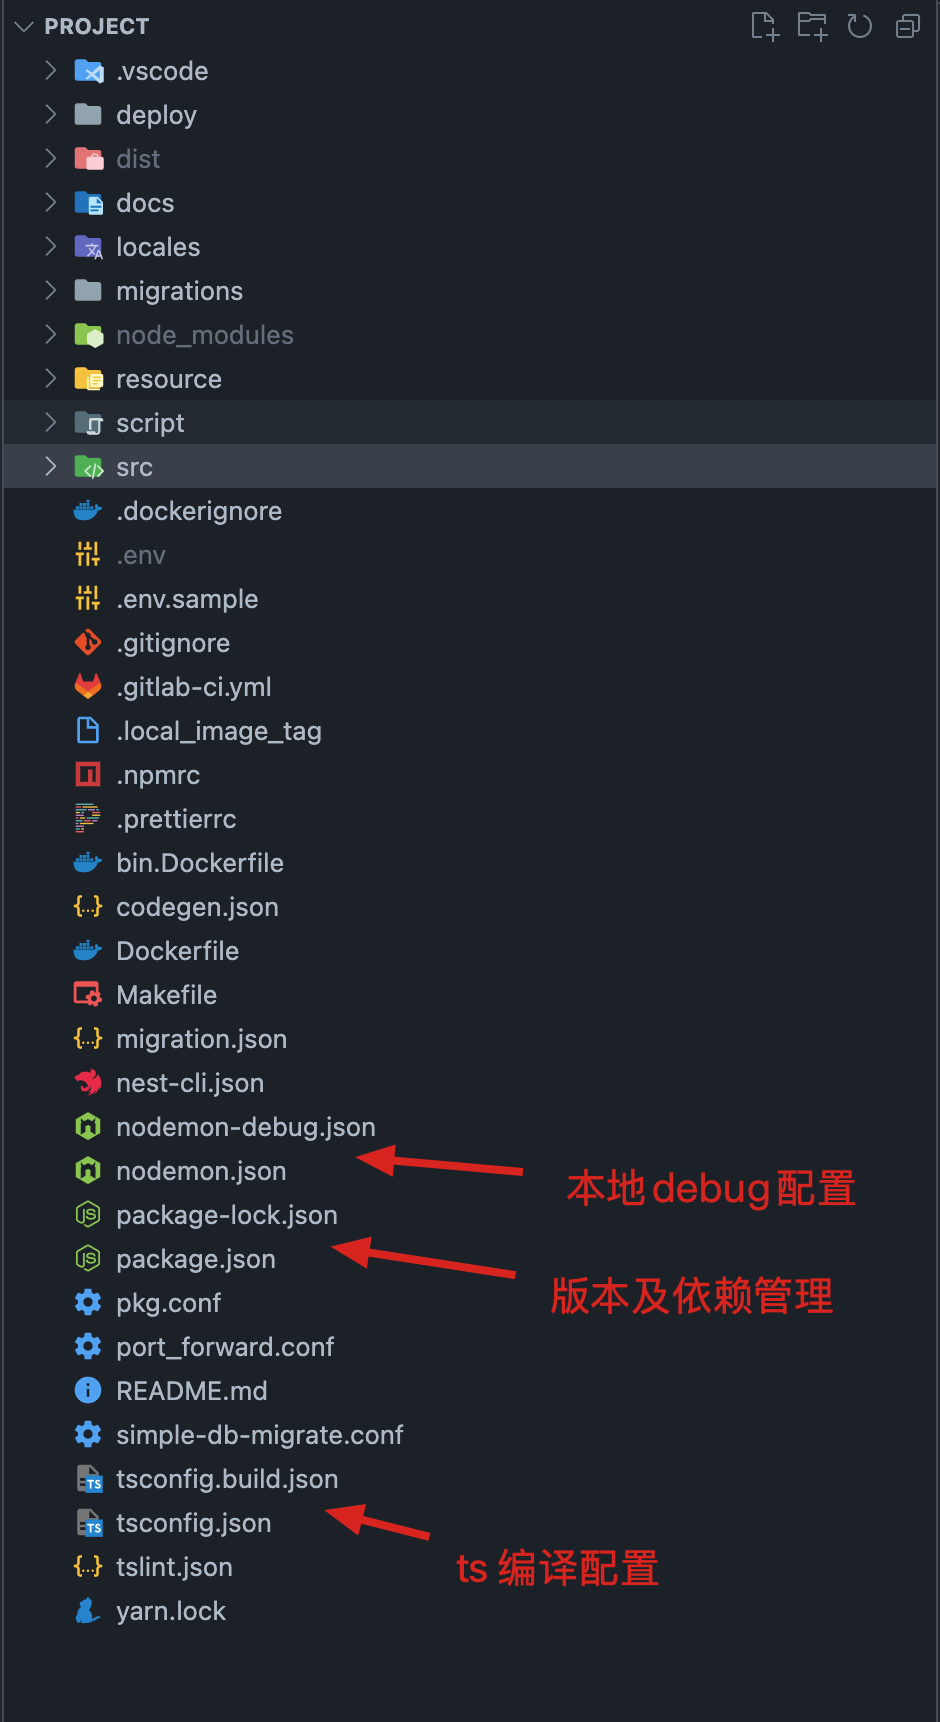 PROJECT
.vscode
deploy
dist
docs
locales
migrations
node_modules
resource
script
src
.dockerignore
.env
.env.sample
.gitignore
.gitlab-ci.yml
.local_image_tag
.npmrc
.prettierrc
bin.Dockerfile
codegen.json
Dockerfile
Makefile
migration.json
nest-cli.json
nodemon-debug.json
nodemon.json
本地debug配置
package-lock.json
package.json
版本及依赖管理
pkg.conf
port_forward.conf
README.md
simple-db-migrate.conf
tsconfig.build.json
tsconfig.json
ts 编译配置
tslint.json
yarn.lock